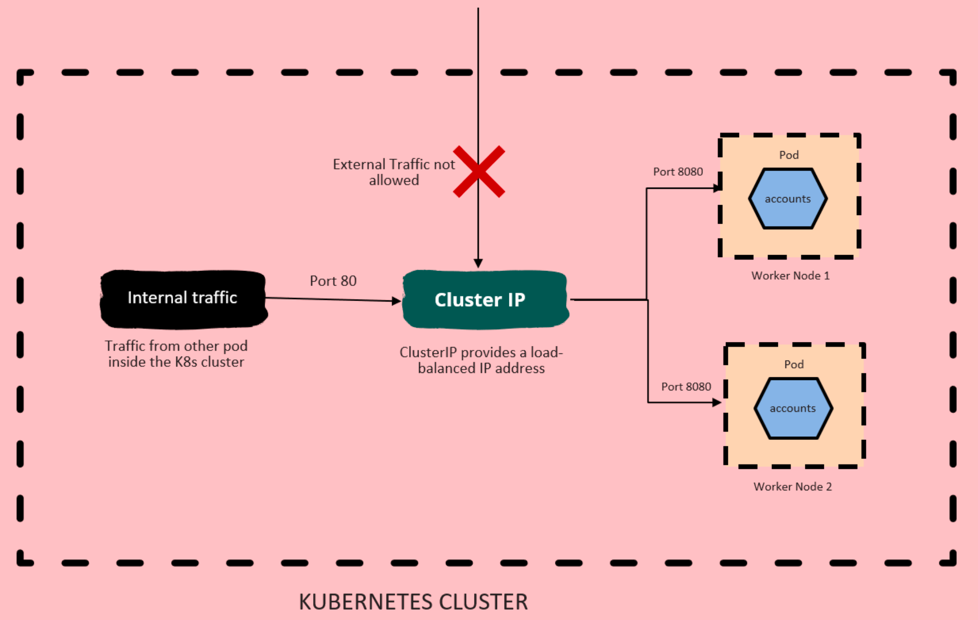 External Traffic not
allowed
Internal traffic
Port 80
Traffic from other pod
inside the K8s cluster
Cluster IP
ClusterIP provides a load-
balanced IP address
Port 8080
Pod
accounts
Worker Node 1
Port 8080
Pod
accounts
Worker Node 2
KUBERNETES CLUSTER